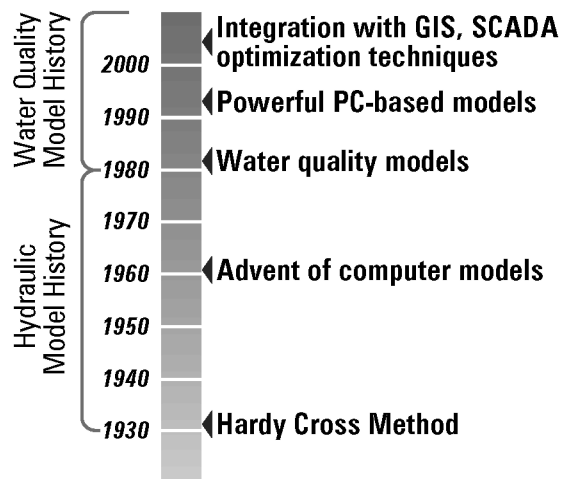 Water Quality
Model History
Hydraulic
Model History
2000
1990
1980
1970
1960
1950
1940
1930
Integration with GIS, SCADA
optimization techniques
Powerful PC-based models
Water quality models
Advent of computer models
Hardy Cross Method